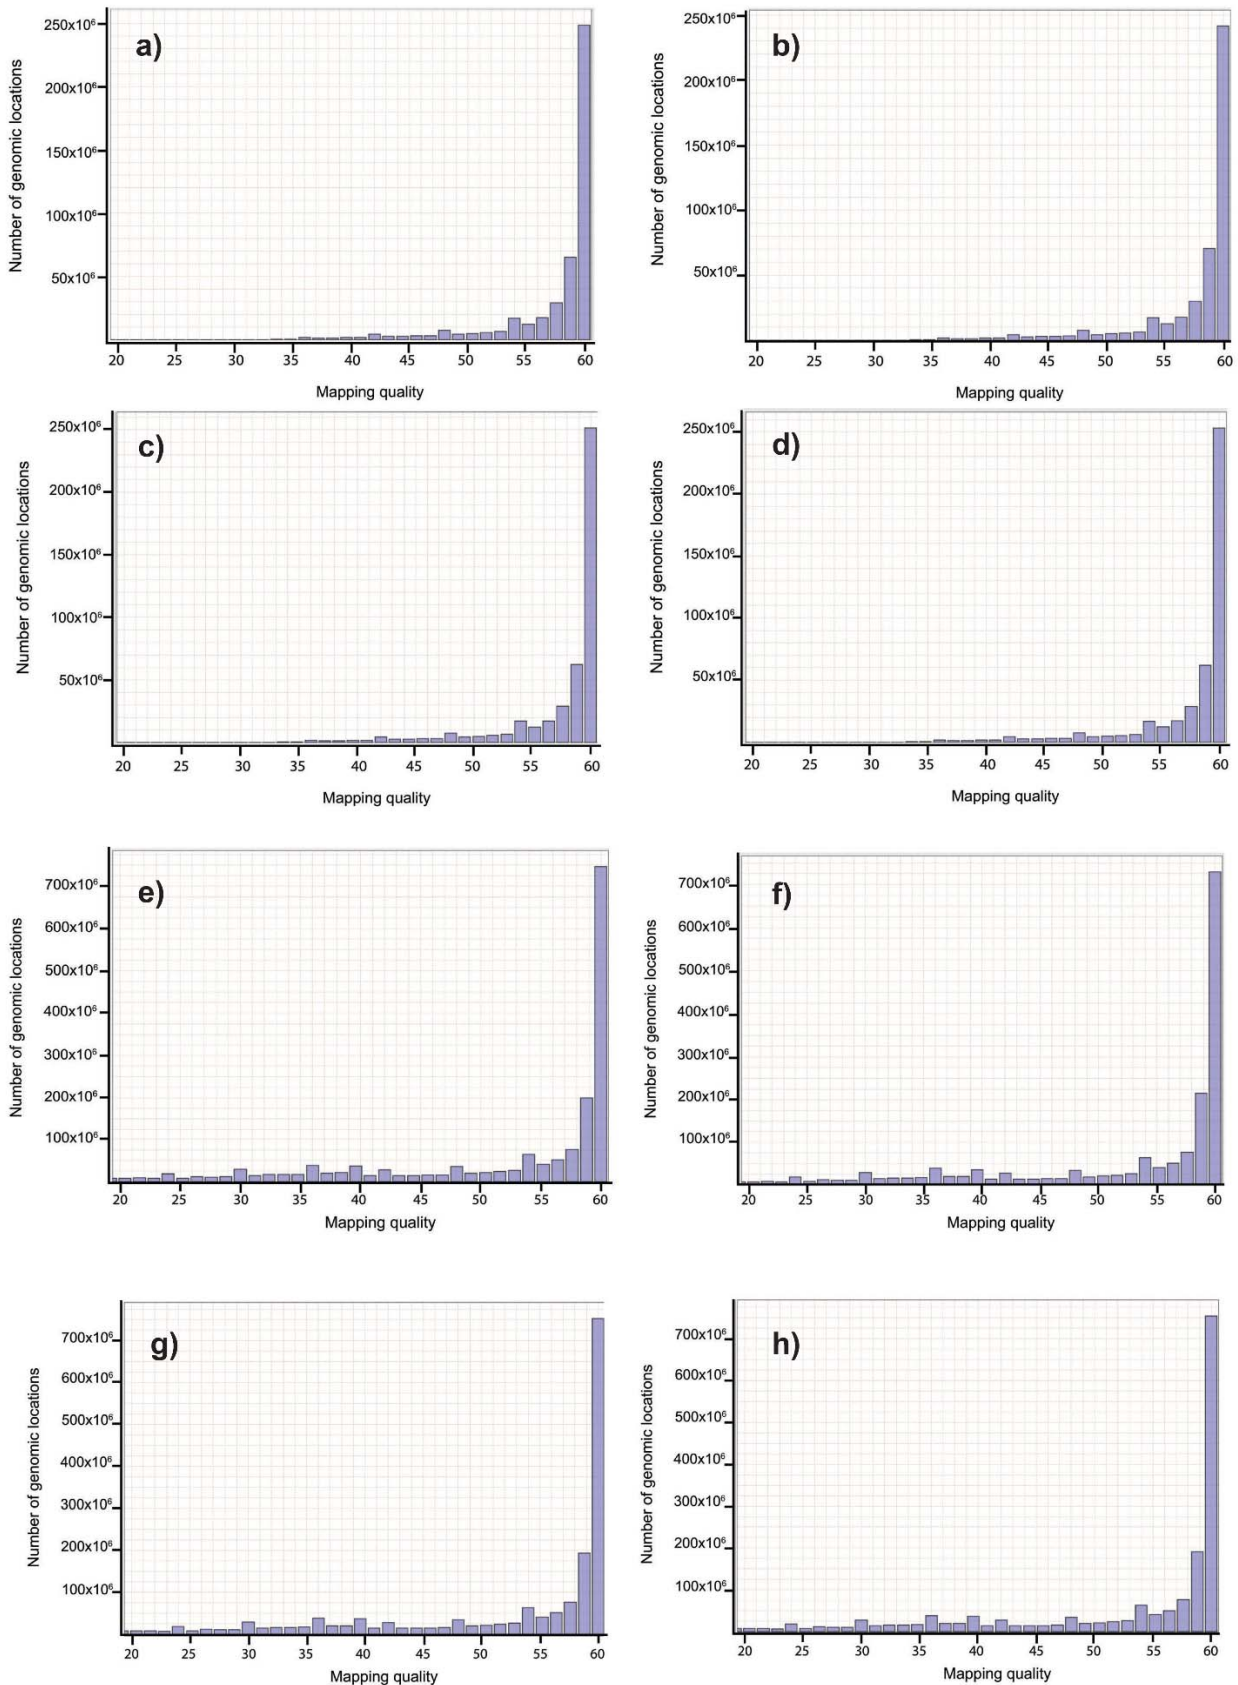 a)
Number of genomic locations
250x10⁶
200x10⁶
150x10⁶
100x10⁶
50x10⁶
20 25 30 35 40 45 50 55 60
Mapping quality
b)
Number of genomic locations
250x10⁶
200x10⁶
150x10⁶
100x10⁶
50x10⁶
20 25 30 35 40 45 50 55 60
Mapping quality
c)
Number of genomic locations
250x10⁶
200x10⁶
150x10⁶
100x10⁶
50x10⁶
20 25 30 35 40 45 50 55 60
Mapping quality
d)
Number of genomic locations
250x10⁶
200x10⁶
150x10⁶
100x10⁶
50x10⁶
20 25 30 35 40 45 50 55 60
Mapping quality
e)
Number of genomic locations
700x10⁶
600x10⁶
500x10⁶
400x10⁶
300x10⁶
200x10⁶
100x10⁶
20 25 30 35 40 45 50 55 60
Mapping quality
f)
Number of genomic locations
700x10⁶
600x10⁶
500x10⁶
400x10⁶
300x10⁶
200x10⁶
100x10⁶
20 25 30 35 40 45 50 55 60
Mapping quality
g)
Number of genomic locations
700x10⁶
600x10⁶
500x10⁶
400x10⁶
300x10⁶
200x10⁶
100x10⁶
20 25 30 35 40 45 50 55 60
Mapping quality
h)
Number of genomic locations
700x10⁶
600x10⁶
500x10⁶
400x10⁶
300x10⁶
200x10⁶
100x10⁶
20 25 30 35 40 45 50 55 60
Mapping quality